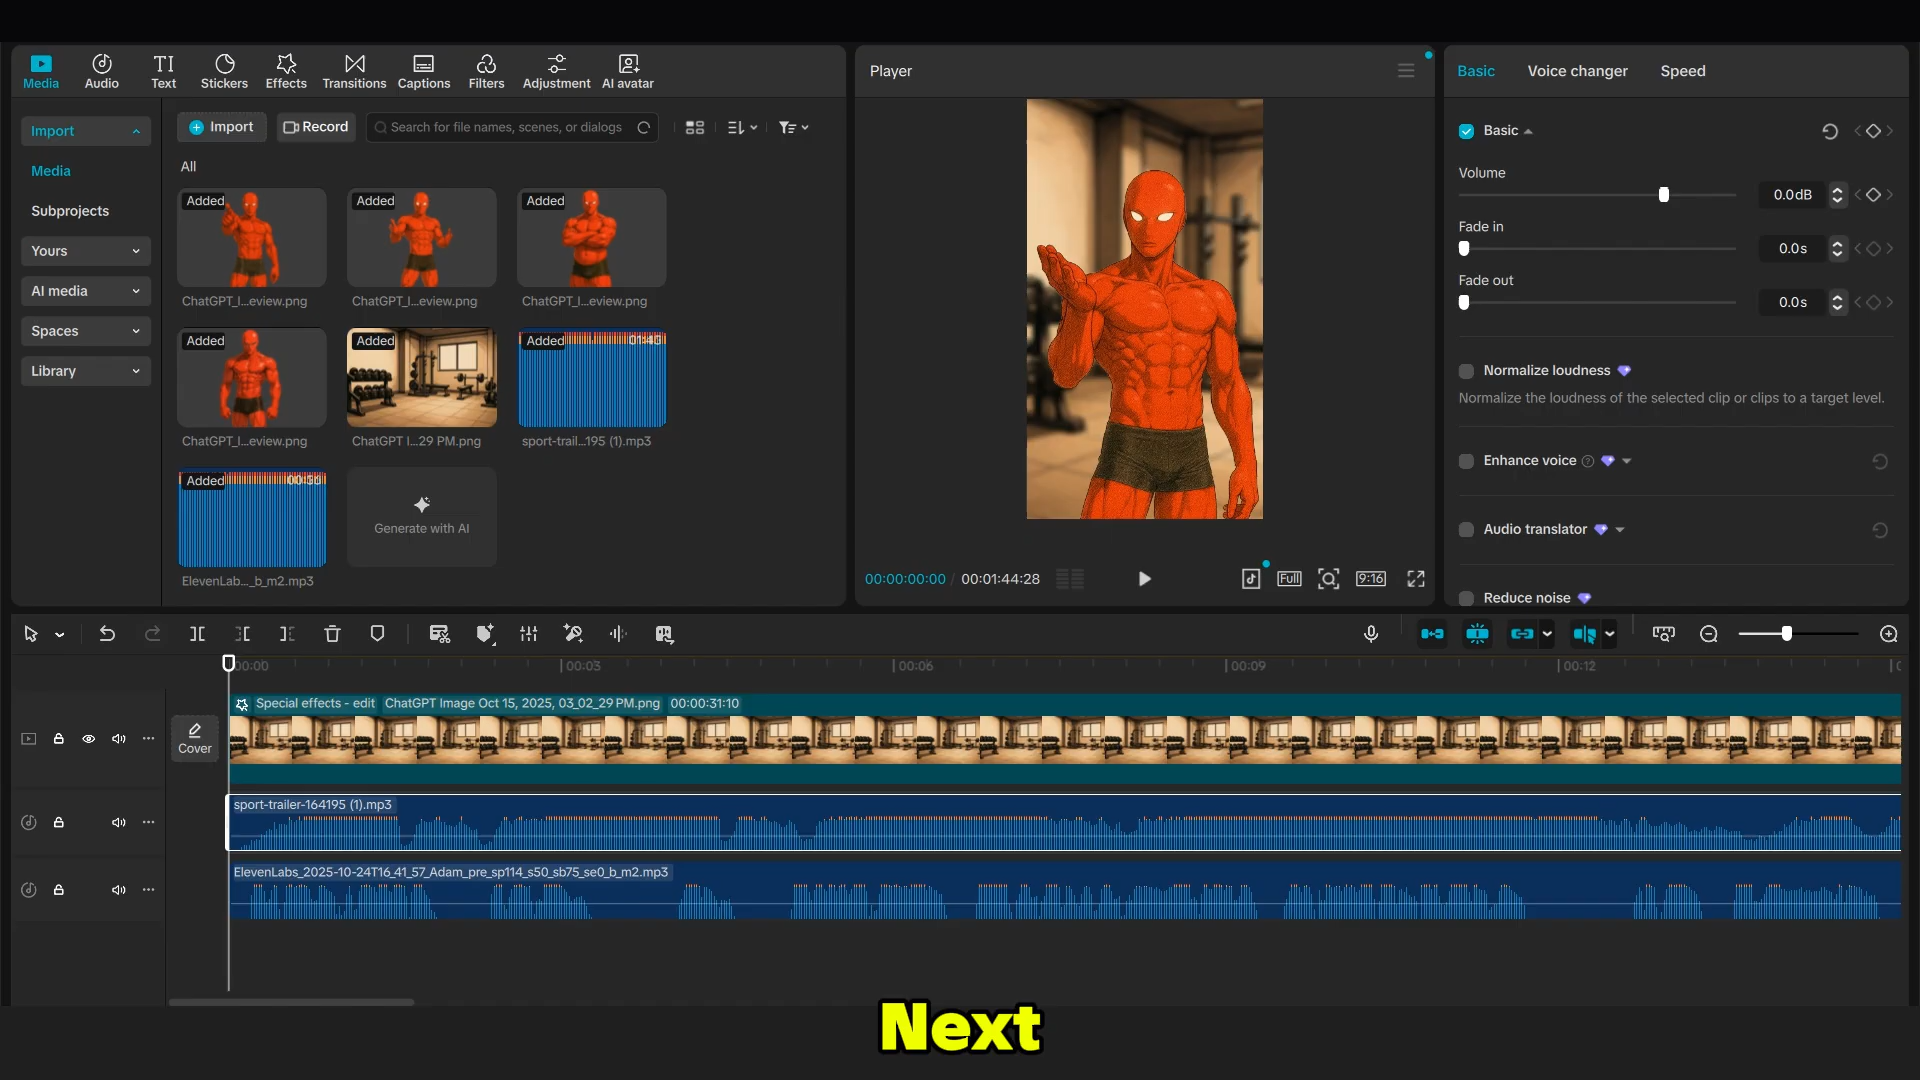 Media
Audio
Text
Stickers
Effects
Transitions
Captions
Filters
Adjustment
AI avatar
Import
Media
Subprojects
Yours
AI media
Spaces
Library
Import
Record
Search for file names, scenes, or dialogs
All
Added
Added
Added
ChatGPT_I...eview.png
ChatGPT_I...eview.png
ChatGPT_I...eview.png
Added
Added
Added
01:45
ChatGPT_I...eview.png
ChatGPT I...29 PM.png
sport-trail...195 (1).mp3
Added
Generate with AI
ElevenLab..._b_m2.mp3
Player
00:00:00:00 / 00:01:44:28
Full
9:16
Basic
Voice changer
Speed
Basic
Volume
0.0dB
Fade in
0.0s
Fade out
0.0s
Normalize loudness
Normalize the loudness of the selected clip or clips to a target level.
Enhance voice
Audio translator
Reduce noise
00:00
00:03
00:06
00:09
00:12
Cover
Special effects - edit ChatGPT Image Oct 15, 2025, 03_02_29 PM.png 00:00:31:10
sport-trailer-164195 (1).mp3
ElevenLabs_2025-10-24T16_41_57_Adam_pre_sp114_s50_sb75_se0_b_m2.mp3
Next